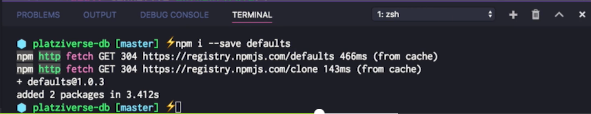 PROBLEMS OUTPUT DEBUG CONSOLE TERMINAL 1: zsh
platziverse-db [master] ⚡npm i --save defaults
npm http fetch GET 304 https://registry.npmjs.com/defaults 466ms (from cache)
npm http fetch GET 304 https://registry.npmjs.com/clone 143ms (from cache)
+ defaults@1.0.3
added 2 packages in 3.412s
platziverse-db [master] ⚡